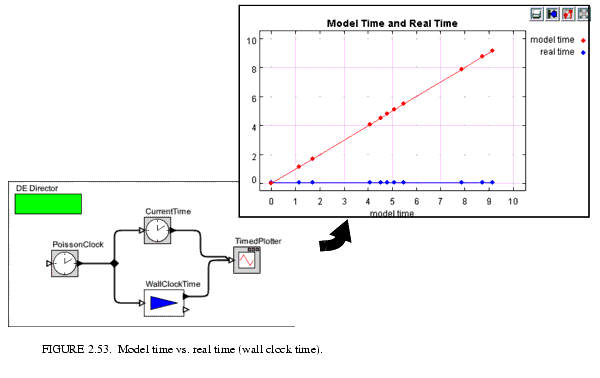 Model Time and Real Time
model time
real time
10
8
6
4
2
0
0 1 2 3 4 5 6 7 8 9 10
model time
DE Director
CurrentTime
PoissonClock
TimedPlotter
WallClockTime
FIGURE 2.53. Model time vs. real time (wall clock time).